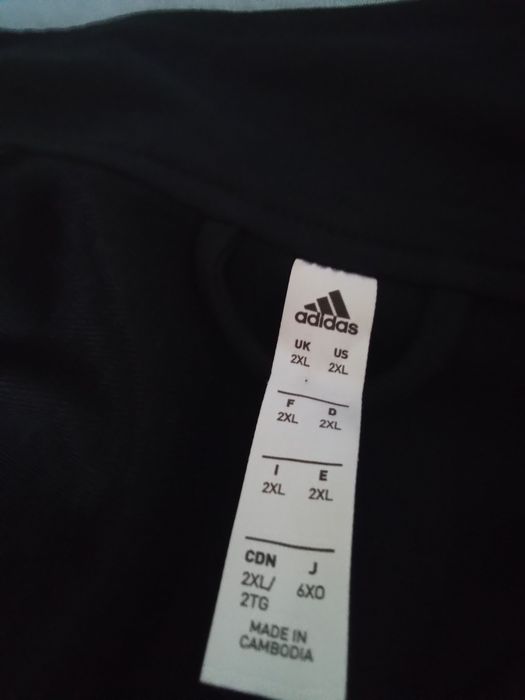 adidas
UK US
2XL 2XL
F D
2XL 2XL
I E
2XL 2XL
CDN J
2XL/ 6XO
2TG
MADE IN
CAMBODIA